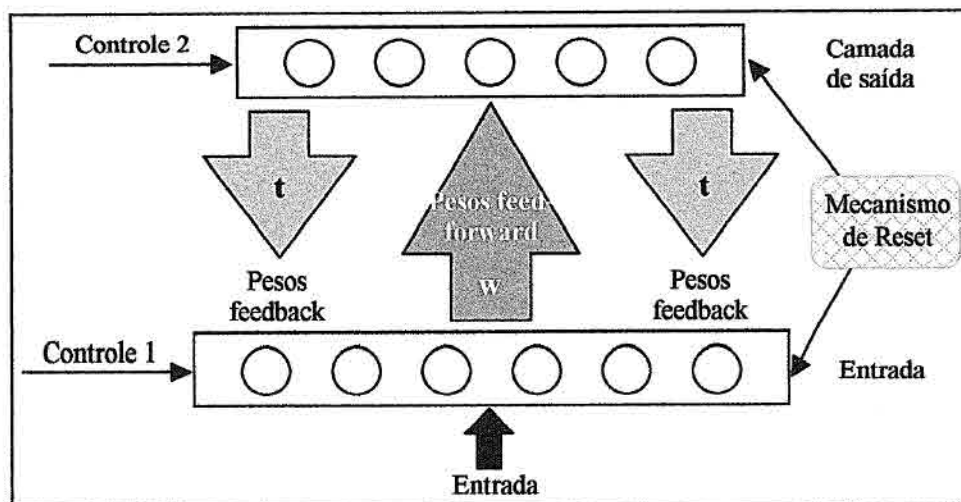 Controle 2
Camada
de saída
t
Pesos feed-
forward
w
t
Mecanismo
de Reset
Pesos
feedback
Pesos
feedback
Controle 1
Entrada
Entrada